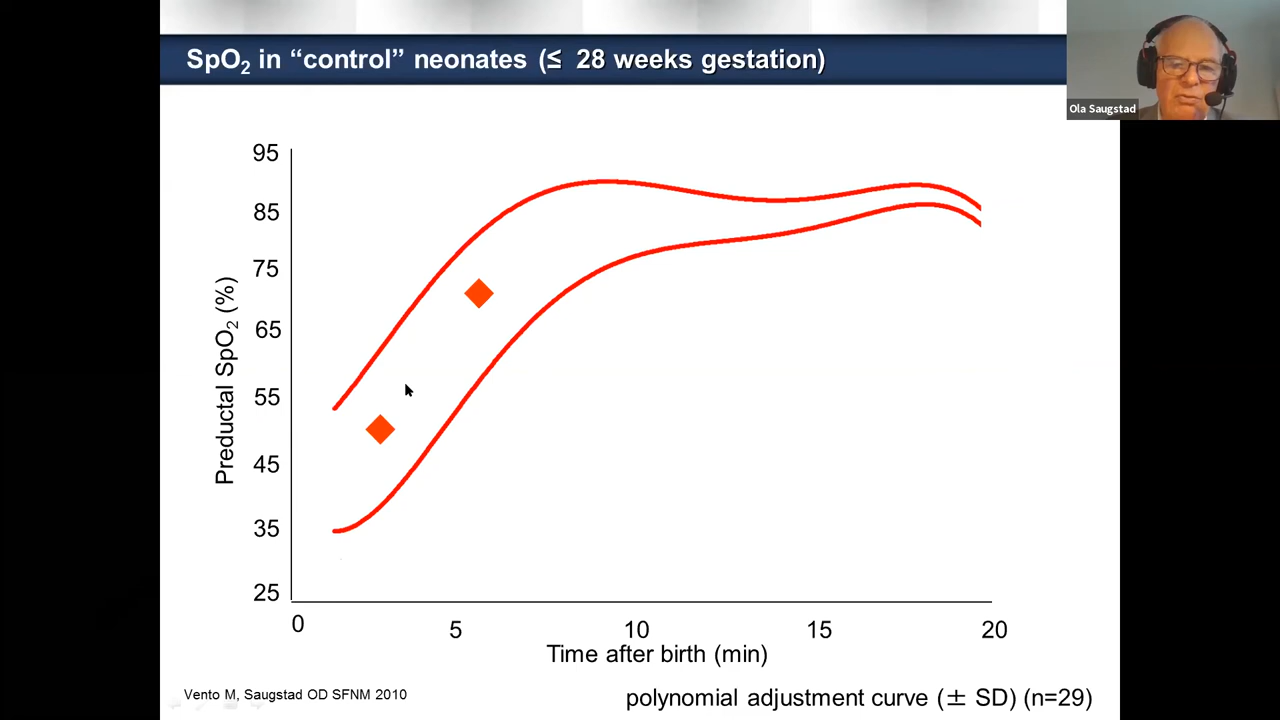 SpO2 in “control” neonates (≤ 28 weeks gestation)
Ola Saugstad
95
85
75
65
55
45
35
25
Preductal SpO2 (%)
0
5
10
15
20
Time after birth (min)
Vento M, Saugstad OD SFNM 2010
polynomial adjustment curve (± SD) (n=29)